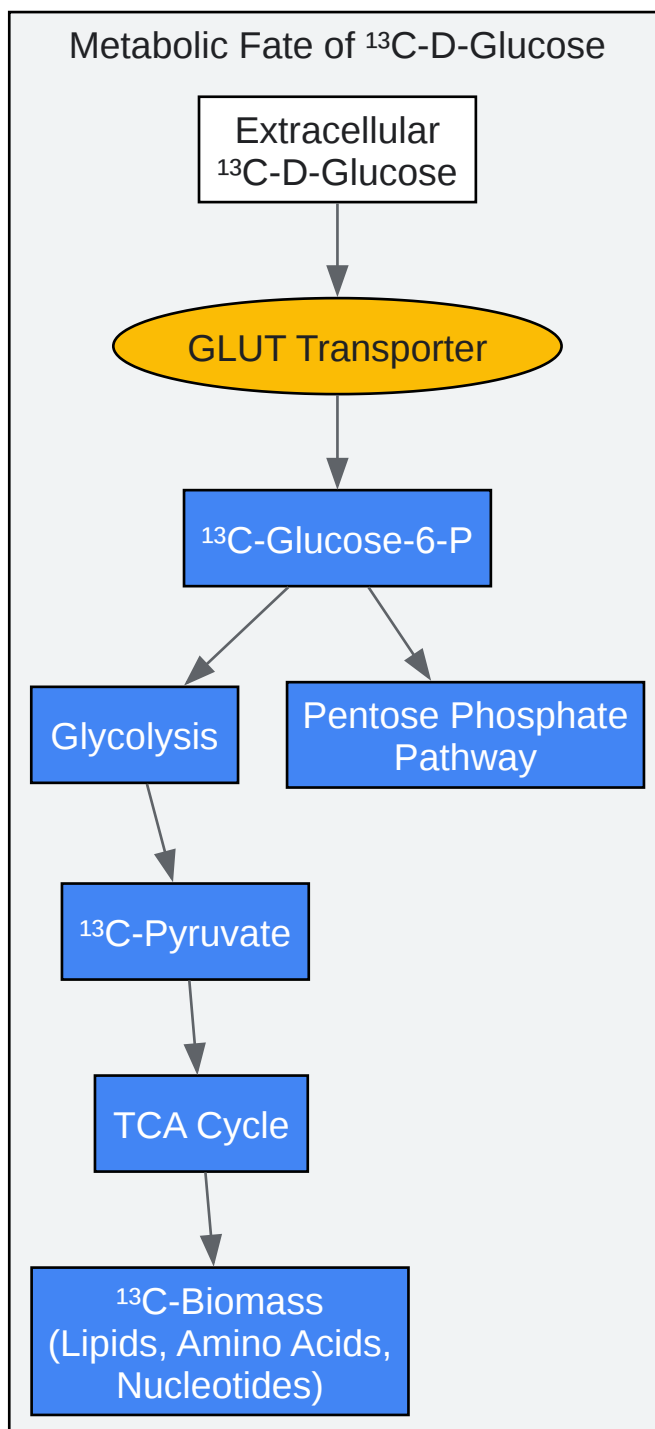 Metabolic Fate of ¹³C-D-Glucose
Extracellular
¹³C-D-Glucose
GLUT Transporter
¹³C-Glucose-6-P
Glycolysis
Pentose Phosphate
Pathway
¹³C-Pyruvate
TCA Cycle
¹³C-Biomass
(Lipids, Amino Acids,
Nucleotides)